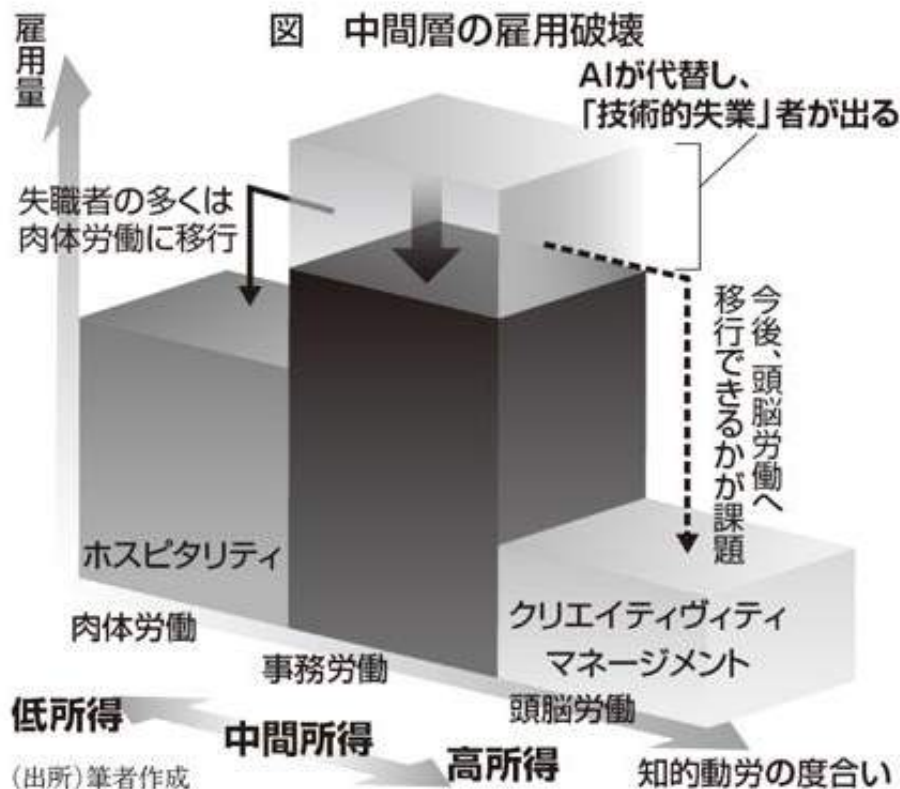 図 中間層の雇用破壊
雇用量
AIが代替し、
「技術的失業」者が出る
失職者の多くは
肉体労働に移行
今後、頭脳労働へ
移行できるかが課題
ホスピタリティ
クリエイティヴィティ
マネージメント
肉体労働
事務労働
頭脳労働
低所得
中間所得
高所得
知的動労の度合い
(出所)筆者作成